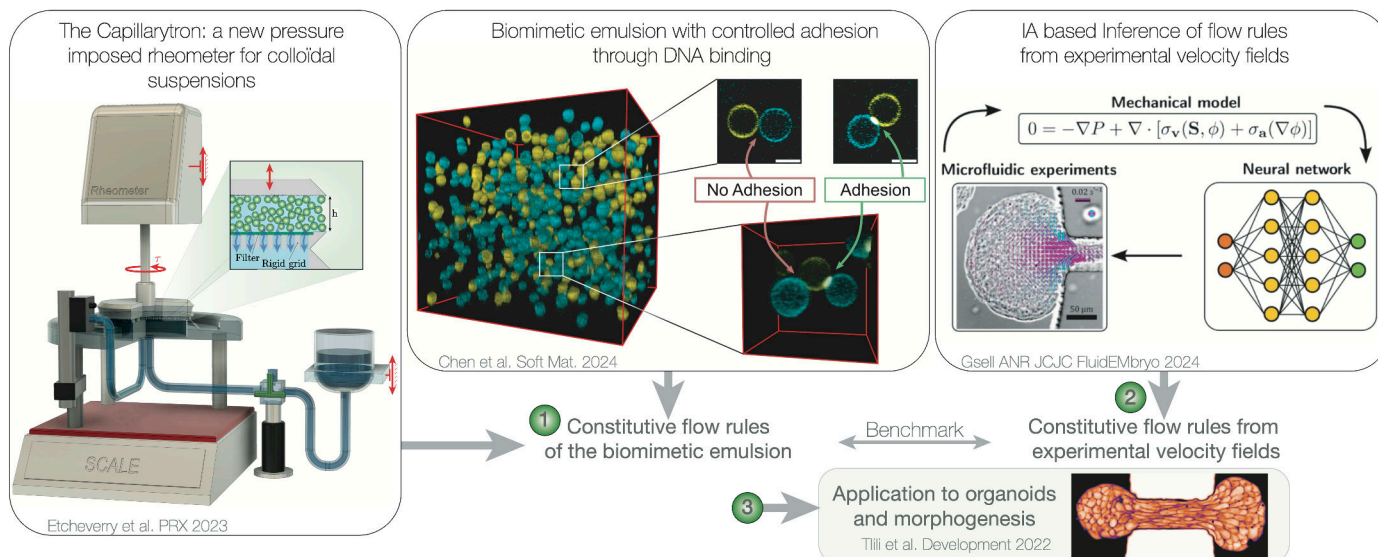 The Capillarytron: a new pressure
imposed rheometer for colloïdal
suspensions
Rheometer
τ
h
Filter
Rigid grid
SCALE
Etcheverry et al. PRX 2023
Biomimetic emulsion with controlled adhesion
through DNA binding
No Adhesion
Adhesion
Chen et al. Soft Mat. 2024
IA based Inference of flow rules
from experimental velocity fields
Mechanical model
0 = −∇P + ∇ · [σ_v(S, ϕ) + σ_a(∇ϕ)]
Microfluidic experiments
Neural network
0.02 s⁻¹
50 µm
Gsell ANR JCJC FluidEMbryo 2024
1 Constitutive flow rules
of the biomimetic emulsion
Benchmark
2
Constitutive flow rules from
experimental velocity fields
3
Application to organoids
and morphogenesis
Tlili et al. Development 2022